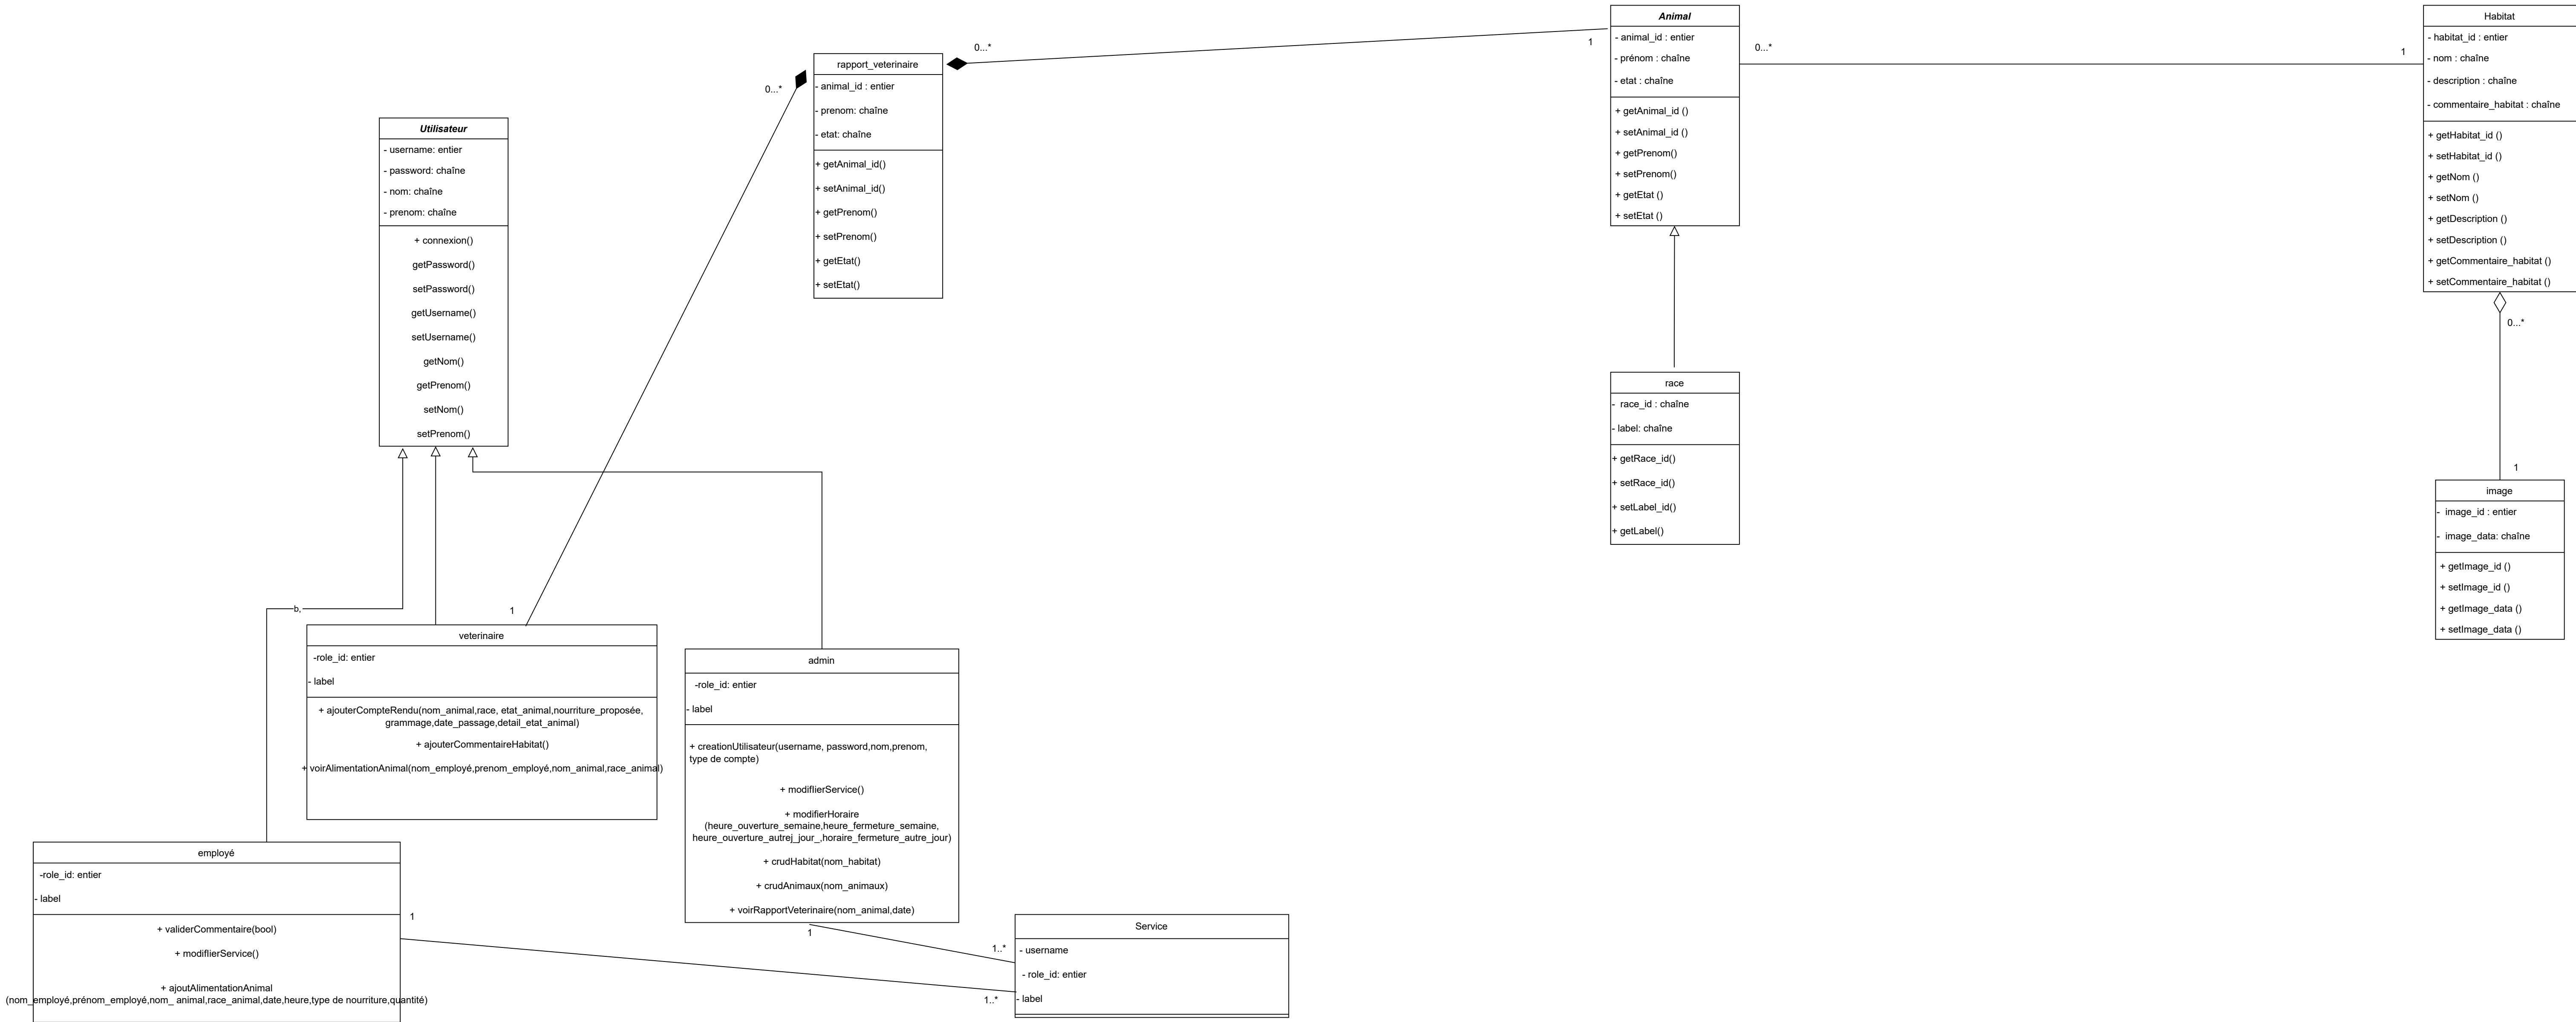 Utilisateur
- username: entier
- password: chaîne
- nom: chaîne
- prenom: chaîne
+ connexion()
getPassword()
setPassword()
getUsername()
setUsername()
getNom()
getPrenom()
setNom()
setPrenom()
0...*
rapport_veterinaire
- animal_id : entier
- prenom: chaîne
- etat: chaîne
+ getAnimal_id()
+ setAnimal_id()
+ getPrenom()
+ setPrenom()
+ getEtat()
+ setEtat()
0...*
1
Animal
- animal_id : entier
- prénom : chaîne
- etat : chaîne
+ getAnimal_id ()
+ setAnimal_id ()
+ getPrenom()
+ setPrenom()
+ getEtat ()
+ setEtat ()
0...*
1
Habitat
- habitat_id : entier
- nom : chaîne
- description : chaîne
- commentaire_habitat : chaîne
+ getHabitat_id ()
+ setHabitat_id ()
+ getNom ()
+ setNom ()
+ getDescription ()
+ setDescription ()
+ getCommentaire_habitat ()
+ setCommentaire_habitat ()
0...*
1
race
- race_id : chaîne
- label: chaîne
+ getRace_id()
+ setRace_id()
+ setLabel_id()
+ getLabel()
image
- image_id : entier
- image_data: chaîne
+ getImage_id ()
+ setImage_id ()
+ getImage_data ()
+ setImage_data ()
b,
1
veterinaire
-role_id: entier
- label
+ ajouterCompteRendu(nom_animal,race, etat_animal,nourriture_proposée,
grammage,date_passage,detail_etat_animal)
+ ajouterCommentaireHabitat()
+ voirAlimentationAnimal(nom_employé,prenom_employé,nom_animal,race_animal)
admin
-role_id: entier
- label
+ creationUtilisateur(username, password,nom,prenom,
type de compte)
+ modiflierService()
+ modifierHoraire
(heure_ouverture_semaine,heure_fermeture_semaine,
heure_ouverture_autrej_jour_,horaire_fermeture_autre_jour)
+ crudHabitat(nom_habitat)
+ crudAnimaux(nom_animaux)
+ voirRapportVeterinaire(nom_animal,date)
employé
-role_id: entier
- label
+ validerCommentaire(bool)
+ modiflierService()
+ ajoutAlimentationAnimal
(nom_employé,prénom_employé,nom_ animal,race_animal,date,heure,type de nourriture,quantité)
1
1
1..*
1..*
Service
- username
- role_id: entier
- label